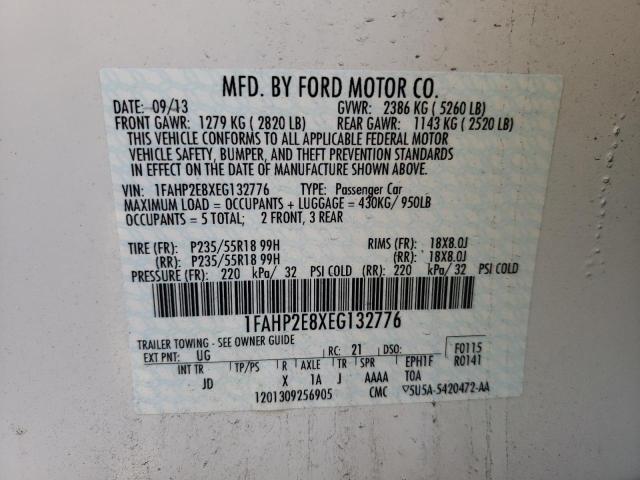 MFD. BY FORD MOTOR CO.
DATE: 09/13 GVWR: 2386 KG ( 5260 LB)
FRONT GAWR: 1279 KG ( 2820 LB) REAR GAWR: 1143 KG ( 2520 LB)
THIS VEHICLE CONFORMS TO ALL APPLICABLE FEDERAL MOTOR
VEHICLE SAFETY, BUMPER, AND THEFT PREVENTION STANDARDS
IN EFFECT ON THE DATE OF MANUFACTURE SHOWN ABOVE.
VIN: 1FAHP2E8XEG132776 TYPE: Passenger Car
MAXIMUM LOAD = OCCUPANTS + LUGGAGE = 430KG/ 950LB
OCCUPANTS = 5 TOTAL; 2 FRONT, 3 REAR
TIRE (FR): P235/55R18 99H RIMS (FR): 18X8.0J
(RR): P235/55R18 99H (RR): 18X8.0J
PRESSURE (FR): 220 kPa/ 32 PSI COLD (RR): 220 kPa/ 32 PSI COLD
1FAHP2E8XEG132776
TRAILER TOWING - SEE OWNER GUIDE F0115
EXT PNT: UG RC: 21 DSO: R0141
INT TR TP/PS R AXLE TR SPR EPH1F
JD X 1A J AAAA TOA
1201309256905 CMC 5U5A-5420472-AA